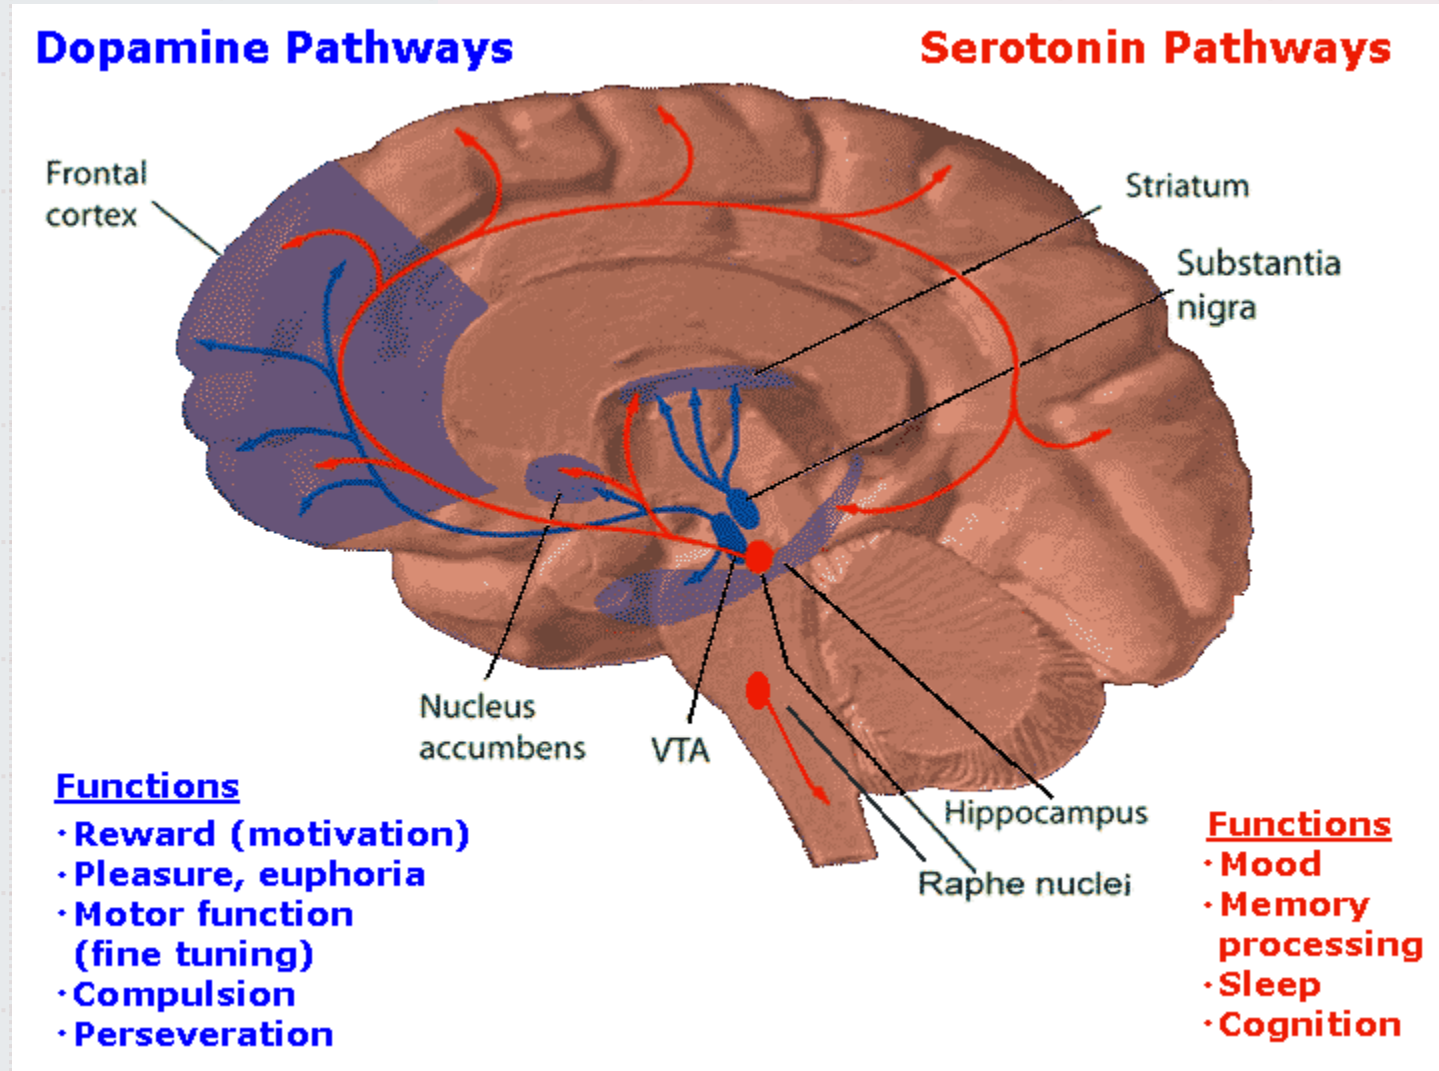 Dopamine Pathways
Serotonin Pathways
Frontal
cortex
Striatum
Substantia
nigra
Nucleus
accumbens
VTA
Hippocampus
Raphe nuclei
Functions
· Reward (motivation)
· Pleasure, euphoria
· Motor function
(fine tuning)
· Compulsion
· Perseveration
Functions
· Mood
· Memory
processing
· Sleep
· Cognition